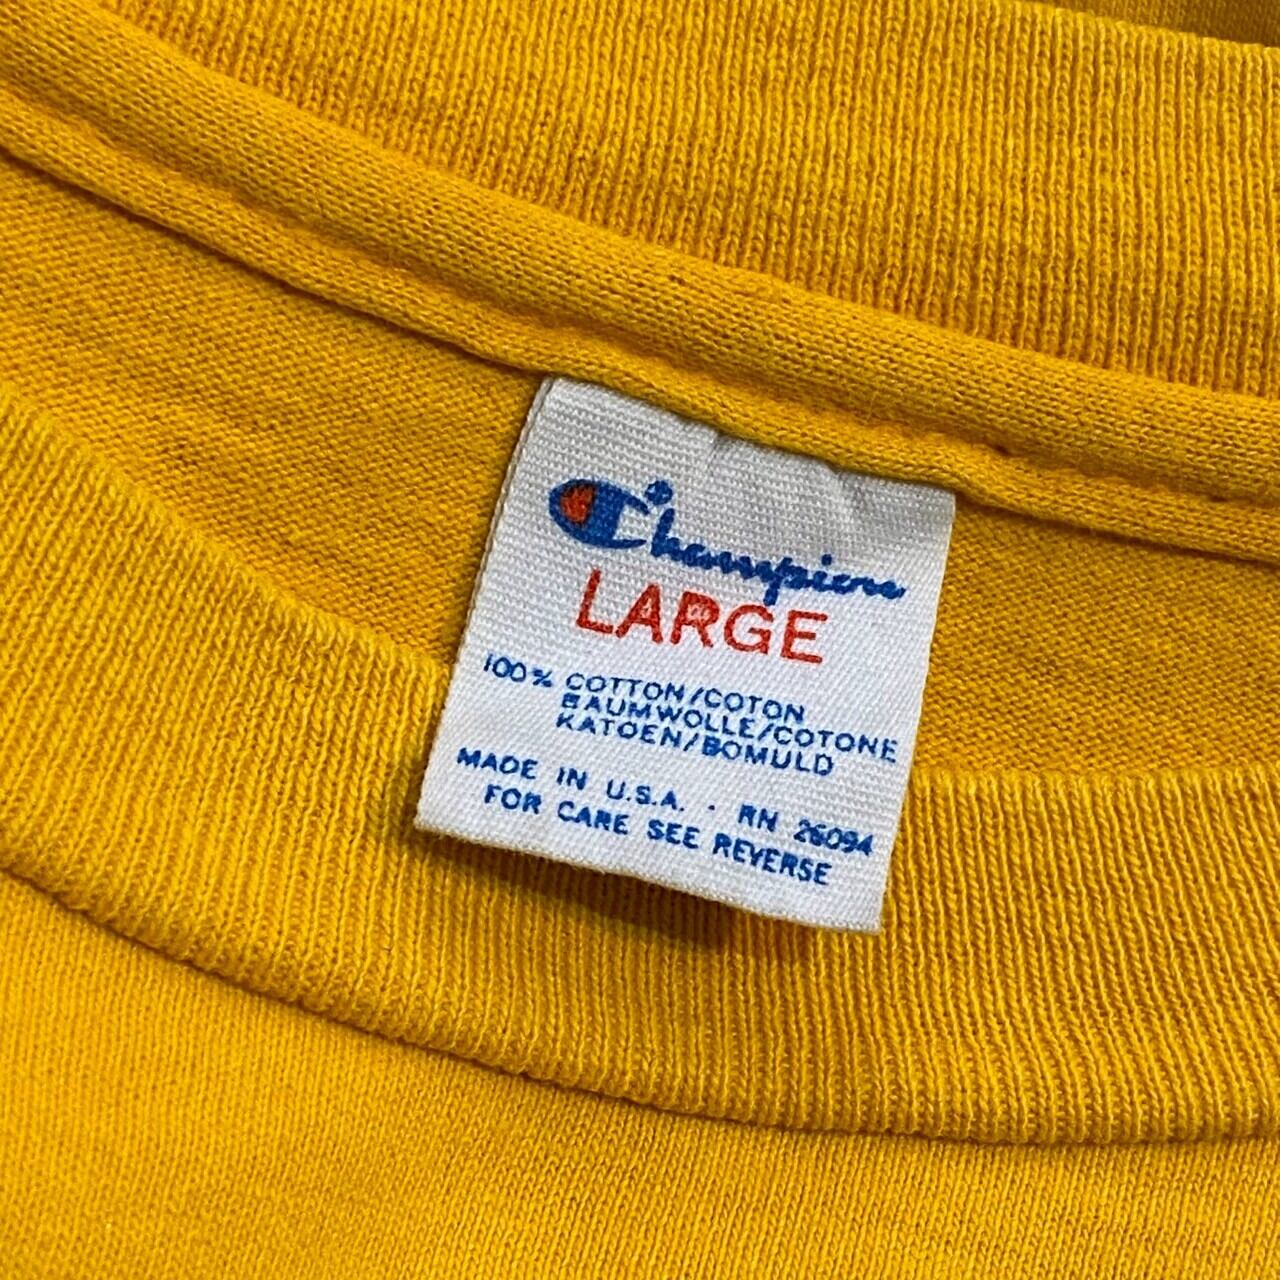 Champion
LARGE
100% COTTON/COTON
BAUMWOLLE/COTONE
KATOEN/BOMULD
MADE IN U.S.A. · RN 26094
FOR CARE SEE REVERSE